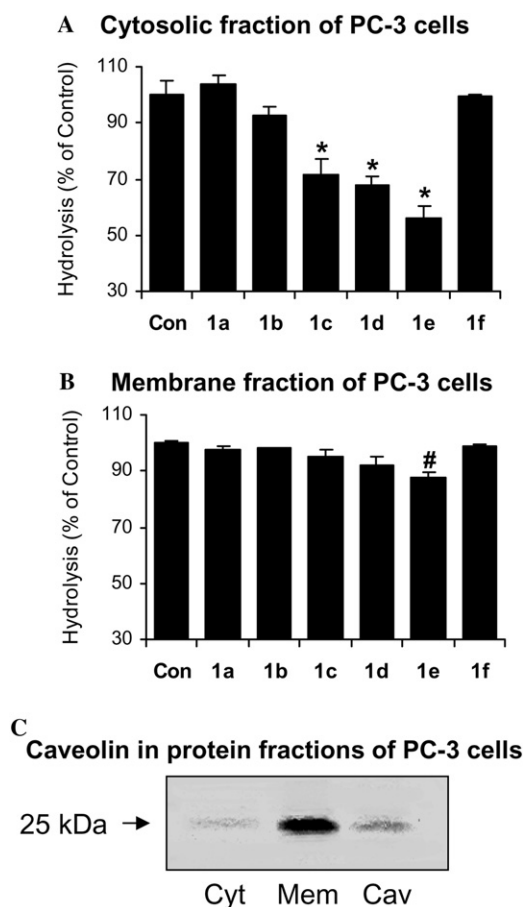 A Cytosolic fraction of PC-3 cells
Hydrolysis (% of Control)
110
90
70
50
30
* * *
Con 1a 1b 1c 1d 1e 1f
B Membrane fraction of PC-3 cells
Hydrolysis (% of Control)
110
90
70
50
30
#
Con 1a 1b 1c 1d 1e 1f
C
Caveolin in protein fractions of PC-3 cells
25 kDa →
Cyt Mem Cav